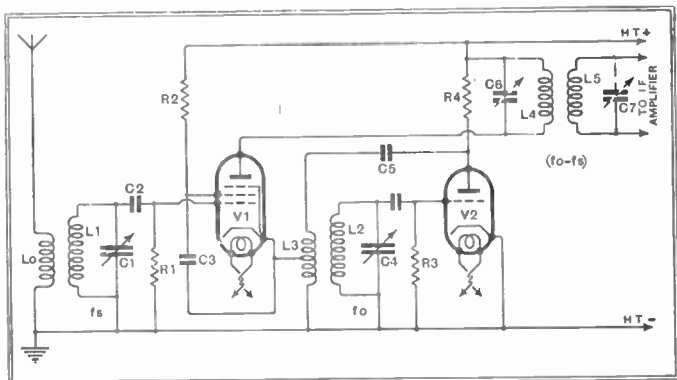 HT+
R2
R4
C6
L4
L5
C7
TO IF
AMPLIFIER
(fo-fs)
C5
C2
V1
V2
Lo
L1
C1
R1
C3
L3
L2
C4
R3
fs
fo
HT-